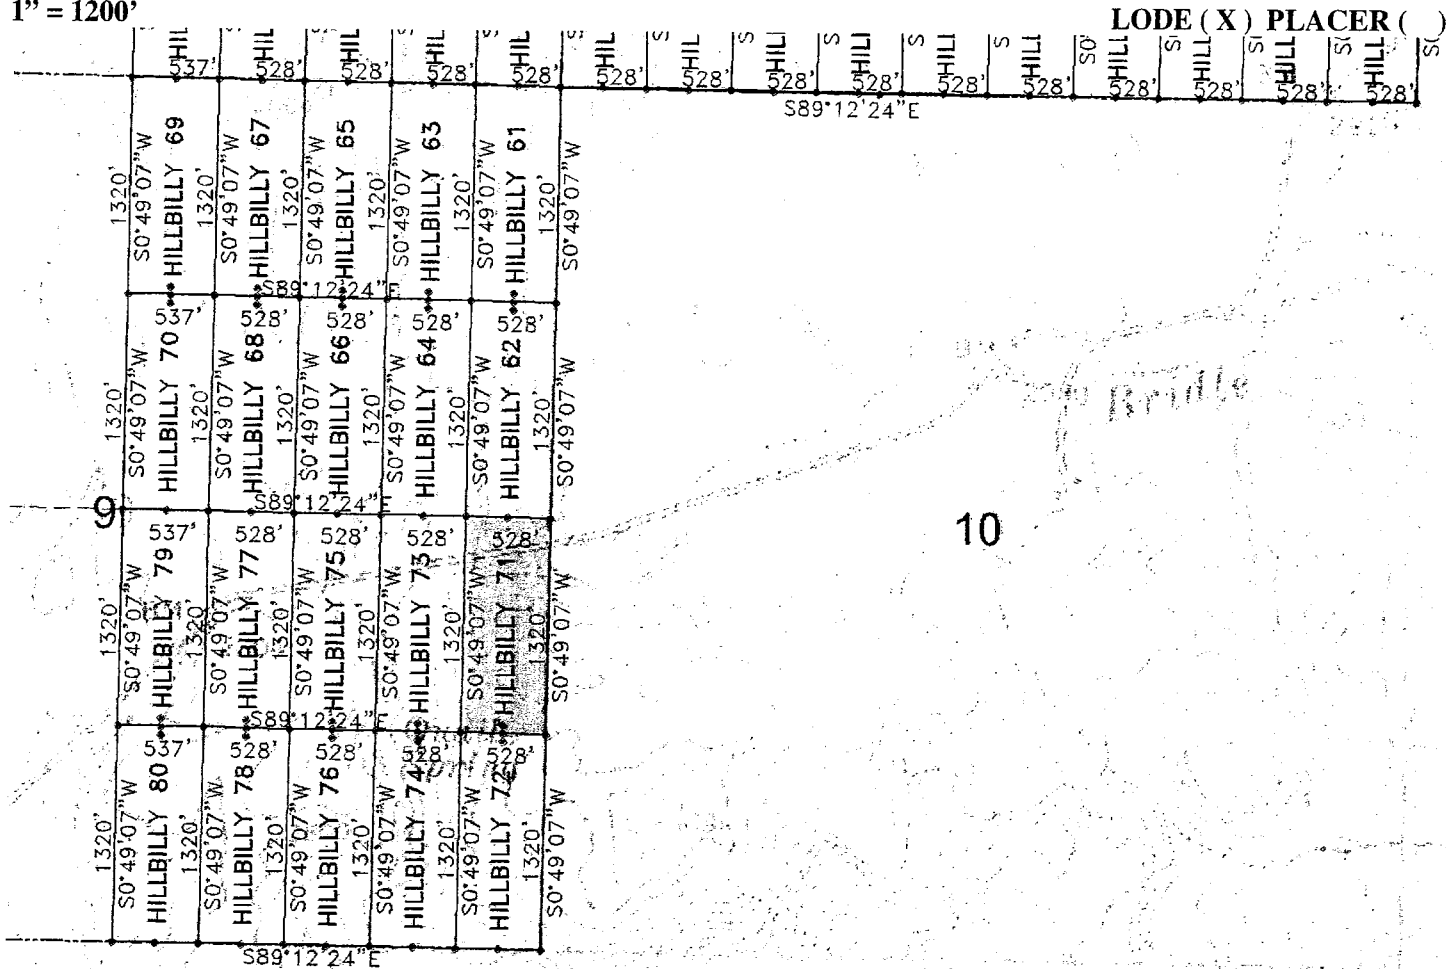 1" = 1200'
LODE ( X ) PLACER ( )
537' 528' 528' 528' 528' 528' 528' 528' 528' 528' 528' 528' 528' 528' 528'
S89°12'24"E
1320' S0°49'07"W HILLBILLY 69 1320' S0°49'07"W HILLBILLY 67 1320' S0°49'07"W HILLBILLY 65 1320' S0°49'07"W HILLBILLY 63 1320' S0°49'07"W HILLBILLY 61 1320' S0°49'07"W
S89°12'24"E
537' 528' 528' 528' 528'
1320' S0°49'07"W HILLBILLY 70 1320' S0°49'07"W HILLBILLY 68 1320' S0°49'07"W HILLBILLY 66 1320' S0°49'07"W HILLBILLY 64 1320' S0°49'07"W HILLBILLY 62 1320' S0°49'07"W
Bridle
9 S89°12'24"E 10
537' 528' 528' 528' 528'
1320' S0°49'07"W HILLBILLY 79 1320' S0°49'07"W HILLBILLY 77 1320' S0°49'07"W HILLBILLY 75 1320' S0°49'07"W HILLBILLY 73 1320' S0°49'07"W HILLBILLY 71 1320' S0°49'07"W
S89°12'24"E
537' 528' 528' 528' 528'
1320' S0°49'07"W HILLBILLY 80 1320' S0°49'07"W HILLBILLY 78 1320' S0°49'07"W HILLBILLY 76 1320' S0°49'07"W HILLBILLY 74 1320' S0°49'07"W HILLBILLY 72 1320' S0°49'07"W
S89°12'24"E